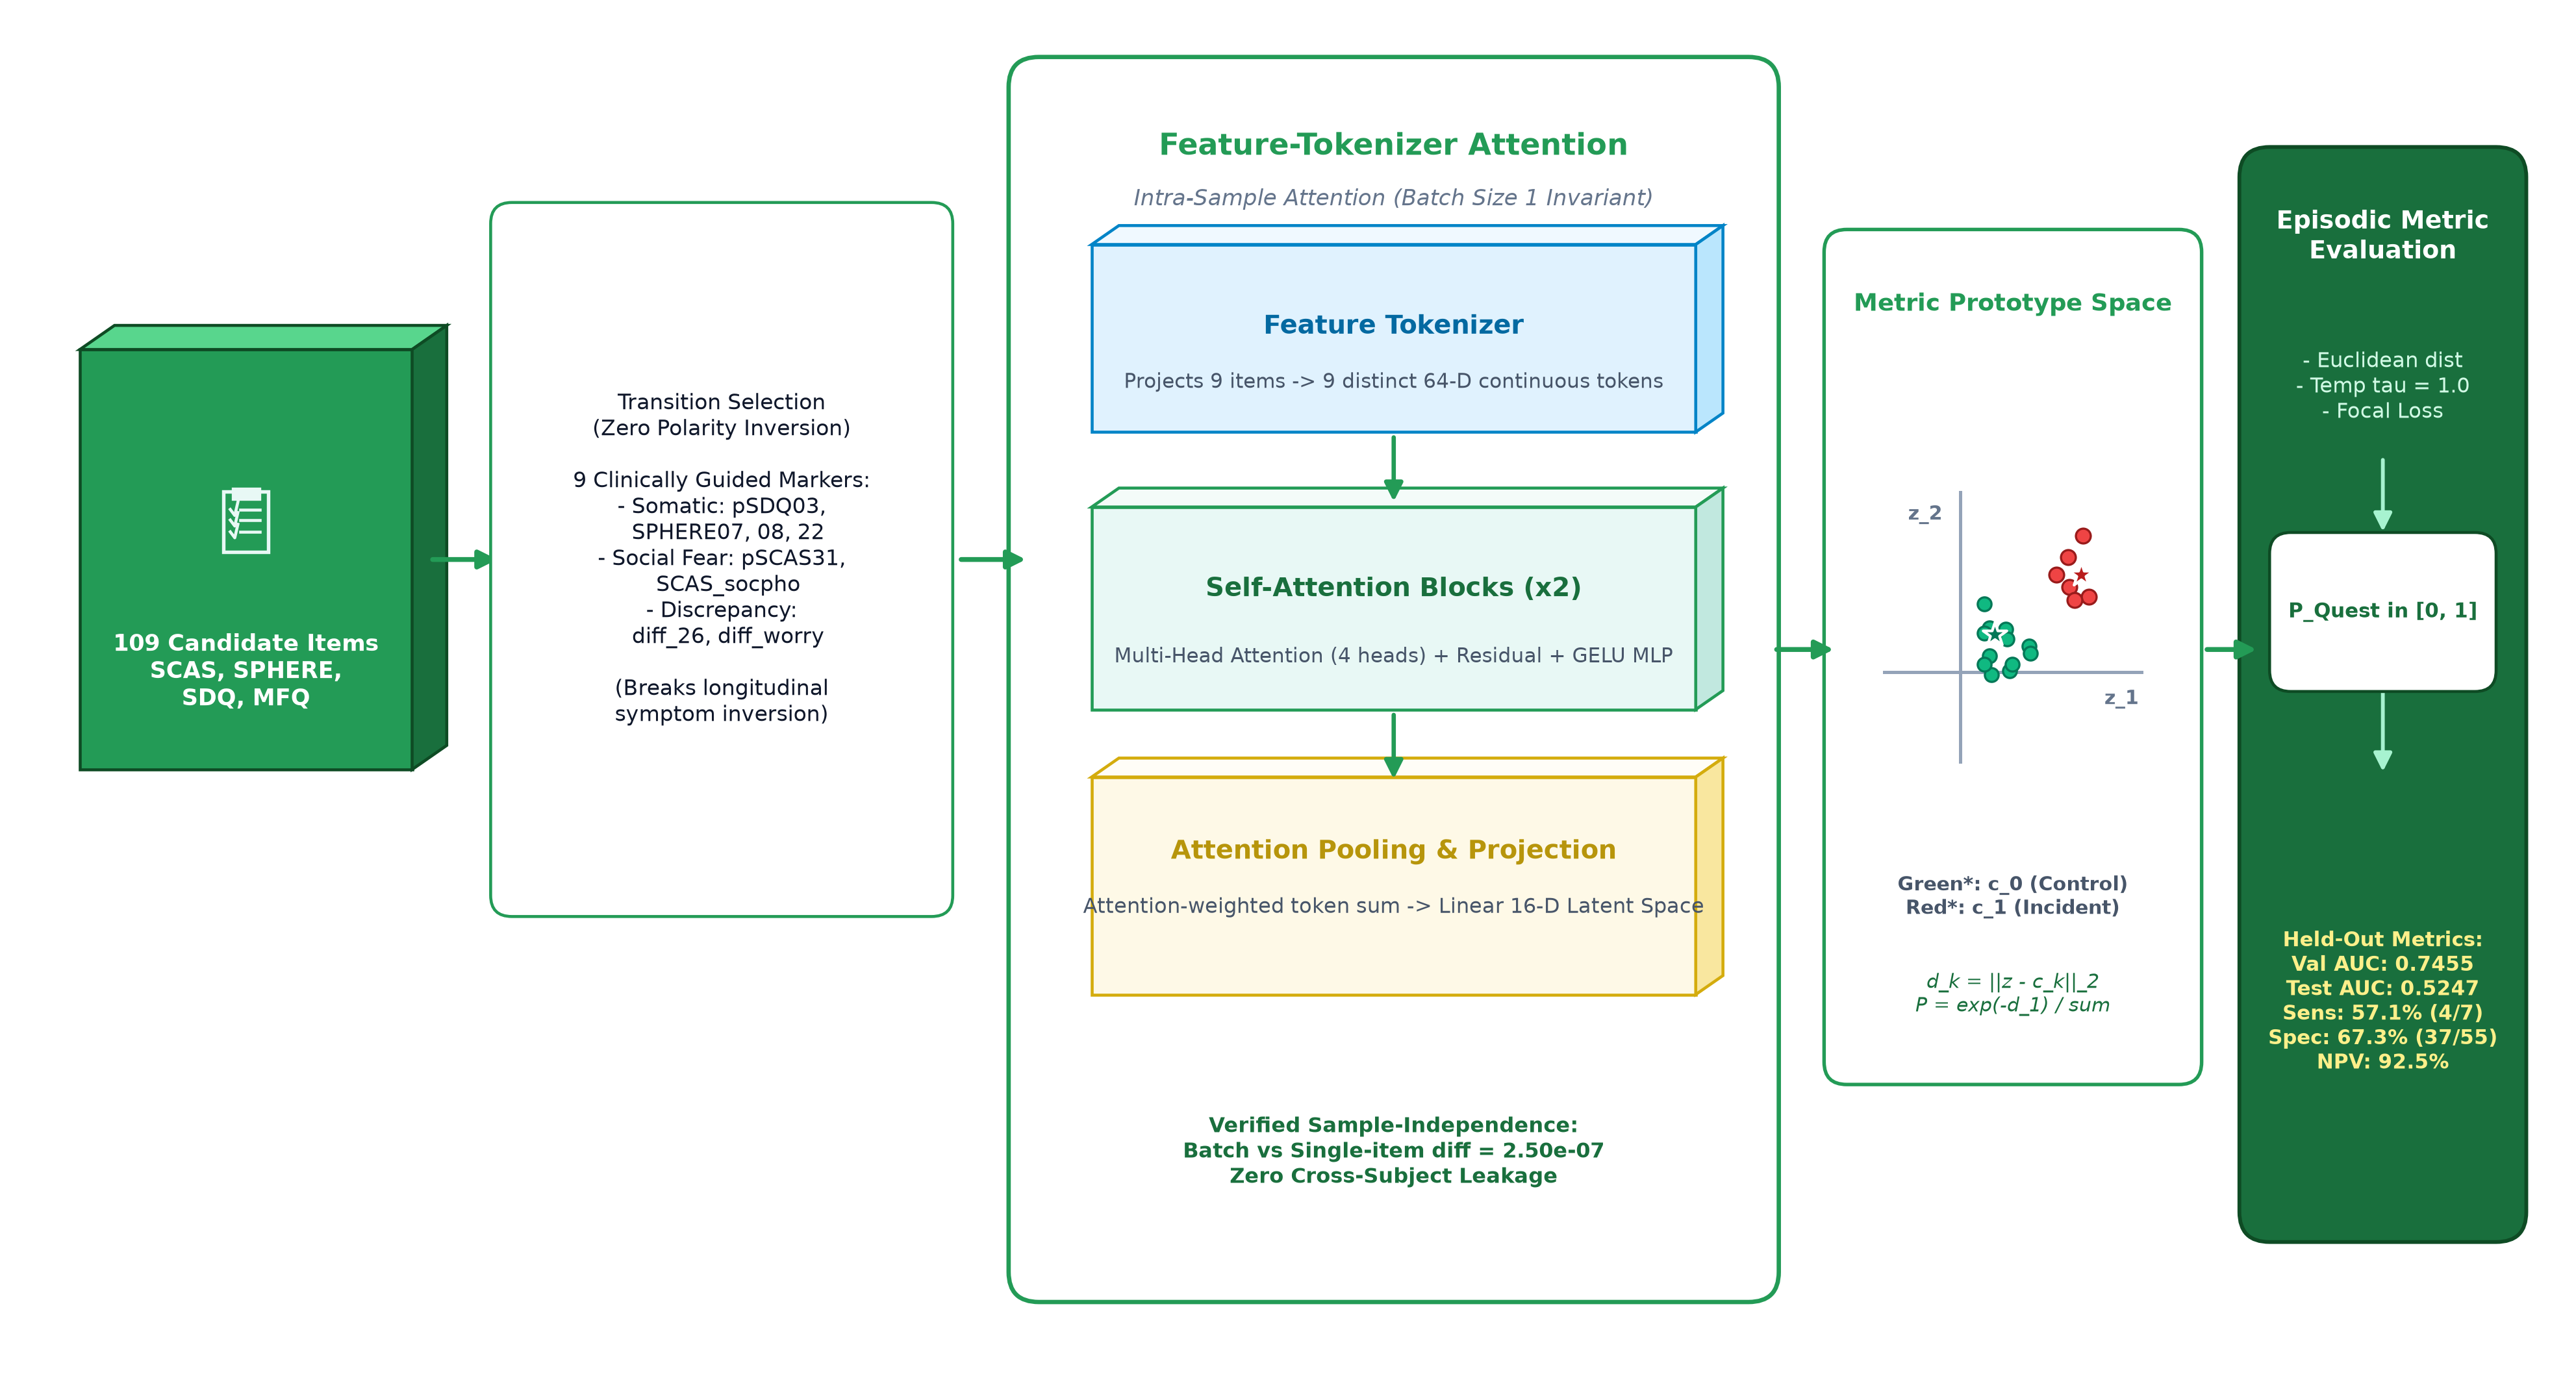 109 Candidate Items
SCAS, SPHERE,
SDQ, MFQ
Transition Selection
(Zero Polarity Inversion)
9 Clinically Guided Markers:
- Somatic: pSDQ03,
SPHERE07, 08, 22
- Social Fear: pSCAS31,
SCAS_socpho
- Discrepancy:
diff_26, diff_worry
(Breaks longitudinal
symptom inversion)
Feature-Tokenizer Attention
Intra-Sample Attention (Batch Size 1 Invariant)
Feature Tokenizer
Projects 9 items -> 9 distinct 64-D continuous tokens
Self-Attention Blocks (x2)
Multi-Head Attention (4 heads) + Residual + GELU MLP
Attention Pooling & Projection
Attention-weighted token sum -> Linear 16-D Latent Space
Verified Sample-Independence:
Batch vs Single-item diff = 2.50e-07
Zero Cross-Subject Leakage
Metric Prototype Space
z_2
z_1
Green*: c_0 (Control)
Red*: c_1 (Incident)
d_k = ||z - c_k||_2
P = exp(-d_1) / sum
Episodic Metric
Evaluation
- Euclidean dist
- Temp tau = 1.0
- Focal Loss
P_Quest in [0, 1]
Held-Out Metrics:
Val AUC: 0.7455
Test AUC: 0.5247
Sens: 57.1% (4/7)
Spec: 67.3% (37/55)
NPV: 92.5%